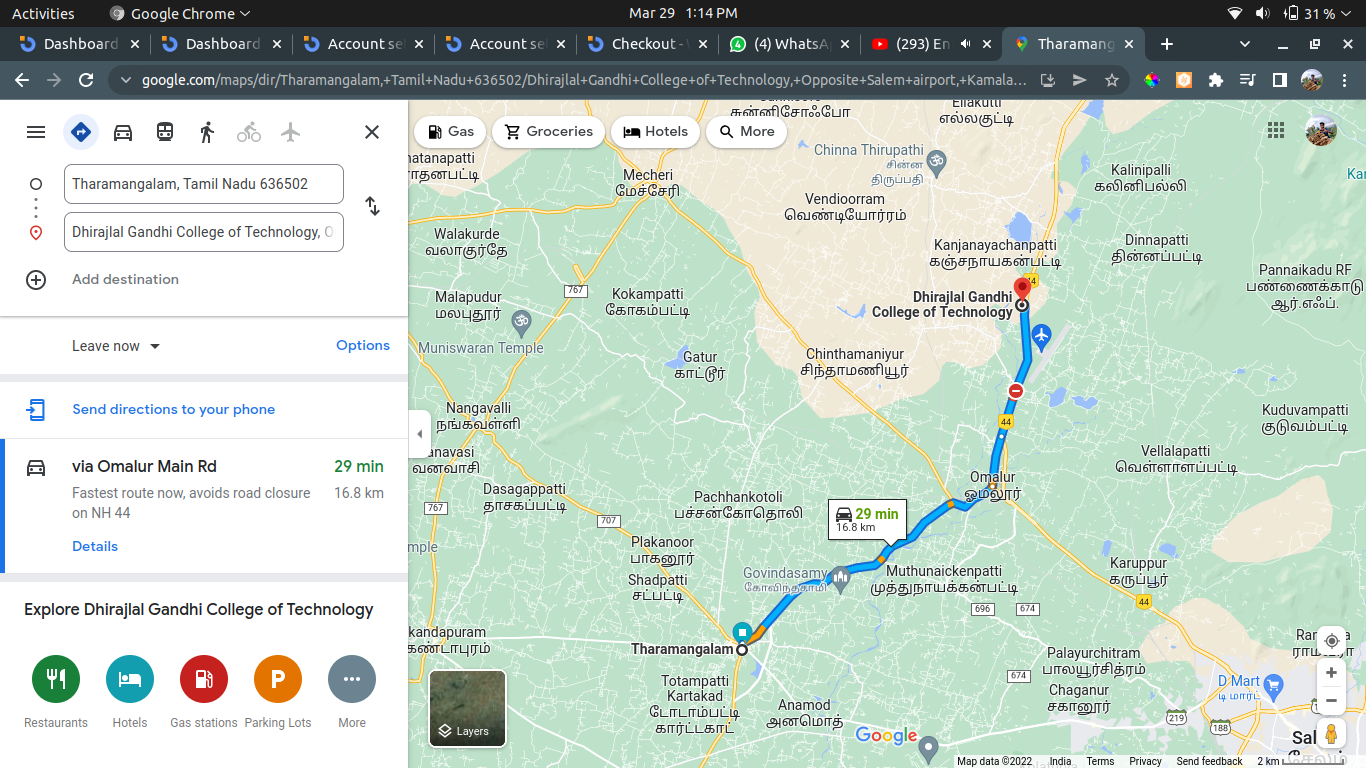 Activities
Google Chrome
Mar 29 1:14 PM
31 %
Dashboard
Dashboard
Account se
Account se
Checkout -
(4) WhatsA
(293) En
Tharamang
google.com/maps/dir/Tharamangalam,+Tamil+Nadu+636502/Dhirajlal+Gandhi+College+of+Technology,+Opposite+Salem+airport,+Kamala...
Tharamangalam, Tamil Nadu 636502
Dhirajlal Gandhi College of Technology, O
Add destination
Leave now
Options
Send directions to your phone
via Omalur Main Rd
29 min
Fastest route now, avoids road closure
16.8 km
on NH 44
Details
Explore Dhirajlal Gandhi College of Technology
Restaurants
Hotels
Gas stations
Parking Lots
More
Gas
Groceries
Hotels
More
சுன்னிசோஃபோ
Ellakutti
எல்லகுட்டி
hatanapatti
ாதனபட்டி
Mecheri
மேச்சேரி
Chinna Thirupathi
சின்ன
திருப்பதி
Kalinipalli
கலினிபல்லி
Kar
Vendioorram
வெண்டியோர்ரம்
Walakurde
வலாகுர்தே
Kanjanayachanpatti
கஞ்சநாயகன்பட்டி
Dinnapatti
தின்னப்பட்டி
Pannaikadu RF
பண்ணைக்காடு
ஆர்.எஃப்.
767
Malapudur
மலபுதூர்
Kokampatti
கோகம்பட்டி
44
Dhirajlal Gandhi
College of Technology
Muniswaran Temple
Gatur
காட்டூர்
Chinthamaniyur
சிந்தாமணியூர்
Nangavalli
நங்கவள்ளி
44
Kuduvampatti
குடுவம்பட்டி
anavasi
வனவாசி
Vellalapatti
வெள்ளாளப்பட்டி
Omalur
ஓமலூர்
Dasagappatti
தாசகப்பட்டி
Pachhankotoli
பச்சன்கோதொலி
767
707
29 min
16.8 km
mple
Plakanoor
பாகனூர்
Shadpatti
சட்பட்டி
Govindasamy
கோவிந்தசாமி
Muthunaickenpatti
முத்துநாயக்கன்பட்டி
Karuppur
கருப்பூர்
44
696
674
kandapuram
கண்டாபுரம்
Tharamangalam
Palayurchitram
பாலயூர்சித்ரம்
674
Chaganur
சகானூர்
D Mart
டி மார்ட்
Totampatti
Kartakad
டோடாம்பட்டி
கார்ட்டகாட்
Anamod
அனமொத்
219
188
Layers
Google
Map data ©2022
India
Terms
Privacy
Send feedback
2 km